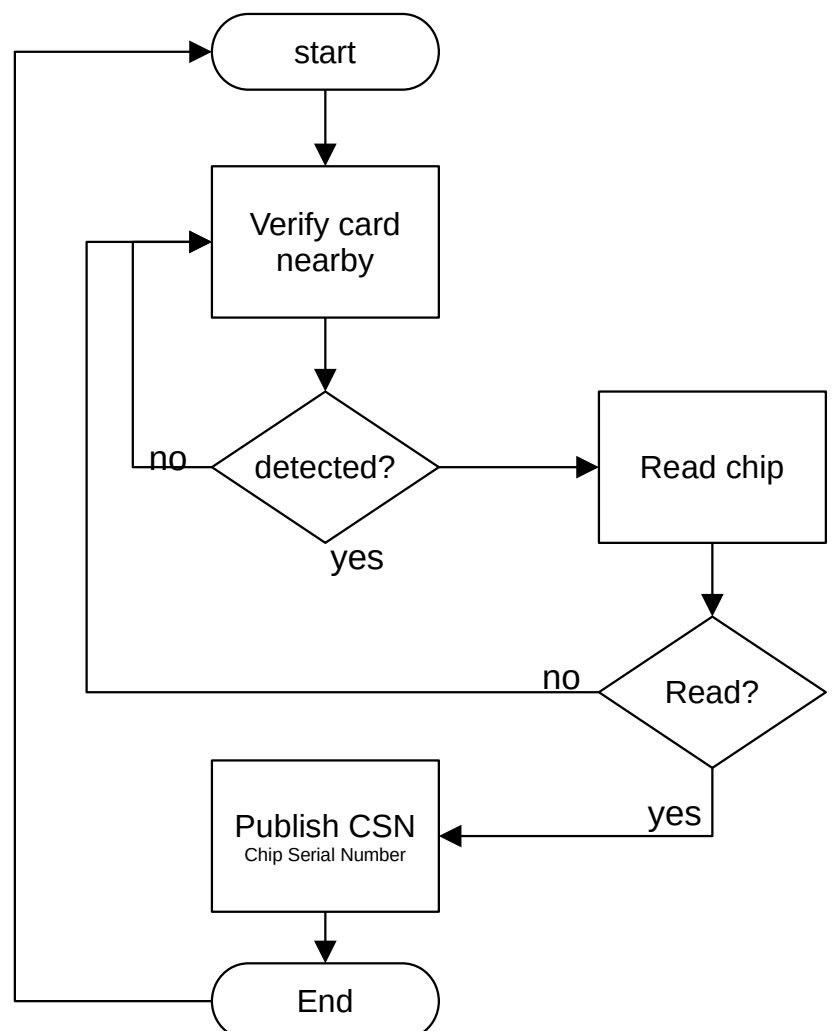 start
Verify card
nearby
no
detected?
yes
Read chip
no
Read?
yes
Publish CSN
Chip Serial Number
End